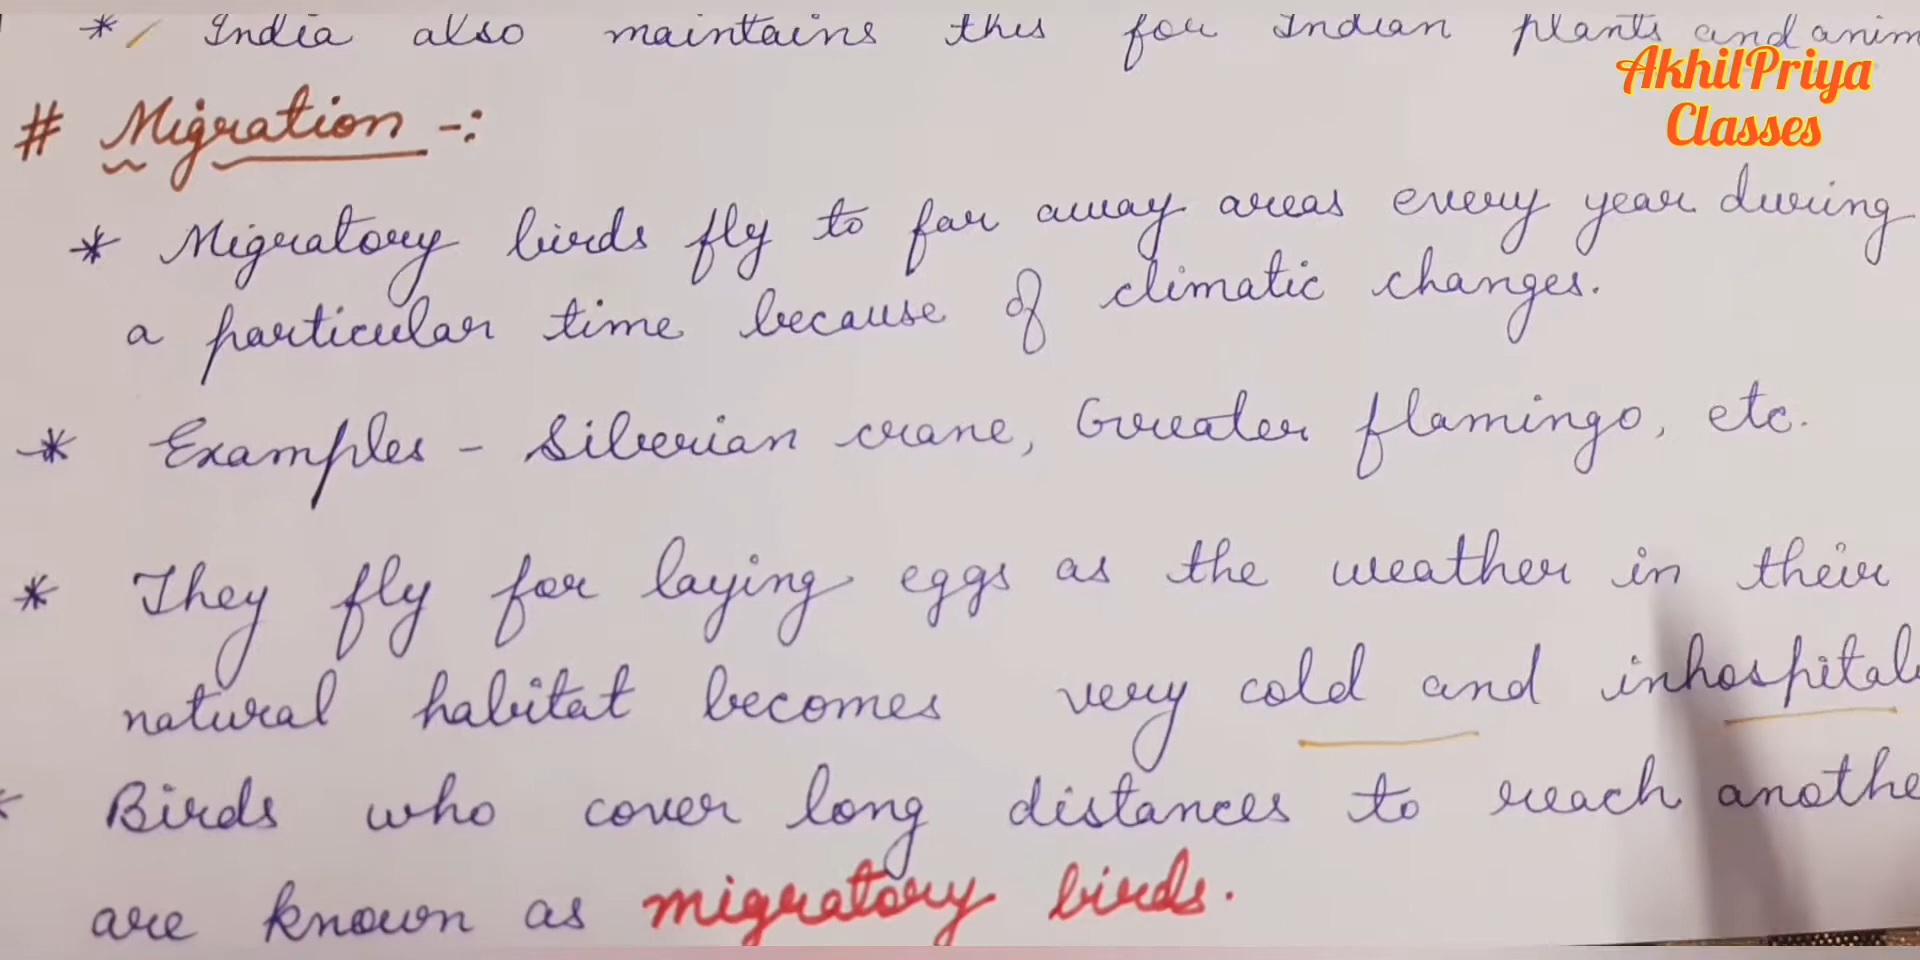 * India also maintains this for Indian plants and anim
AkhilPriya
Classes
# Migration -:
* Migratory birds fly to far away areas every year during
a particular time because of climatic changes.
* Examples - Siberian crane, Greater flamingo, etc.
* They fly for laying eggs as the weather in their
natural habitat becomes very cold and inhospitab
* Birds who cover long distances to reach anothe
are known as migratory birds.